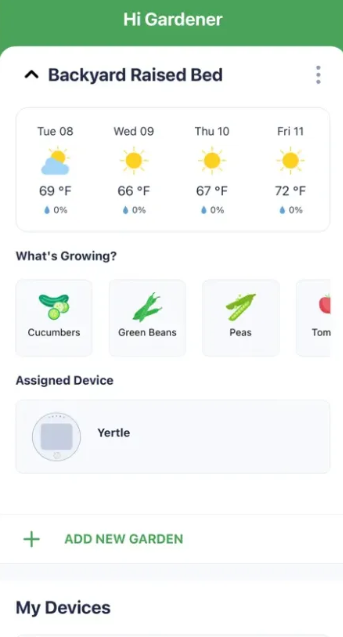 Hi Gardener
Backyard Raised Bed
Tue 08 Wed 09 Thu 10 Fri 11
69 °F 66 °F 67 °F 72 °F
0% 0% 0% 0%
What's Growing?
Cucumbers Green Beans Peas Tom
Assigned Device
Yertle
ADD NEW GARDEN
My Devices